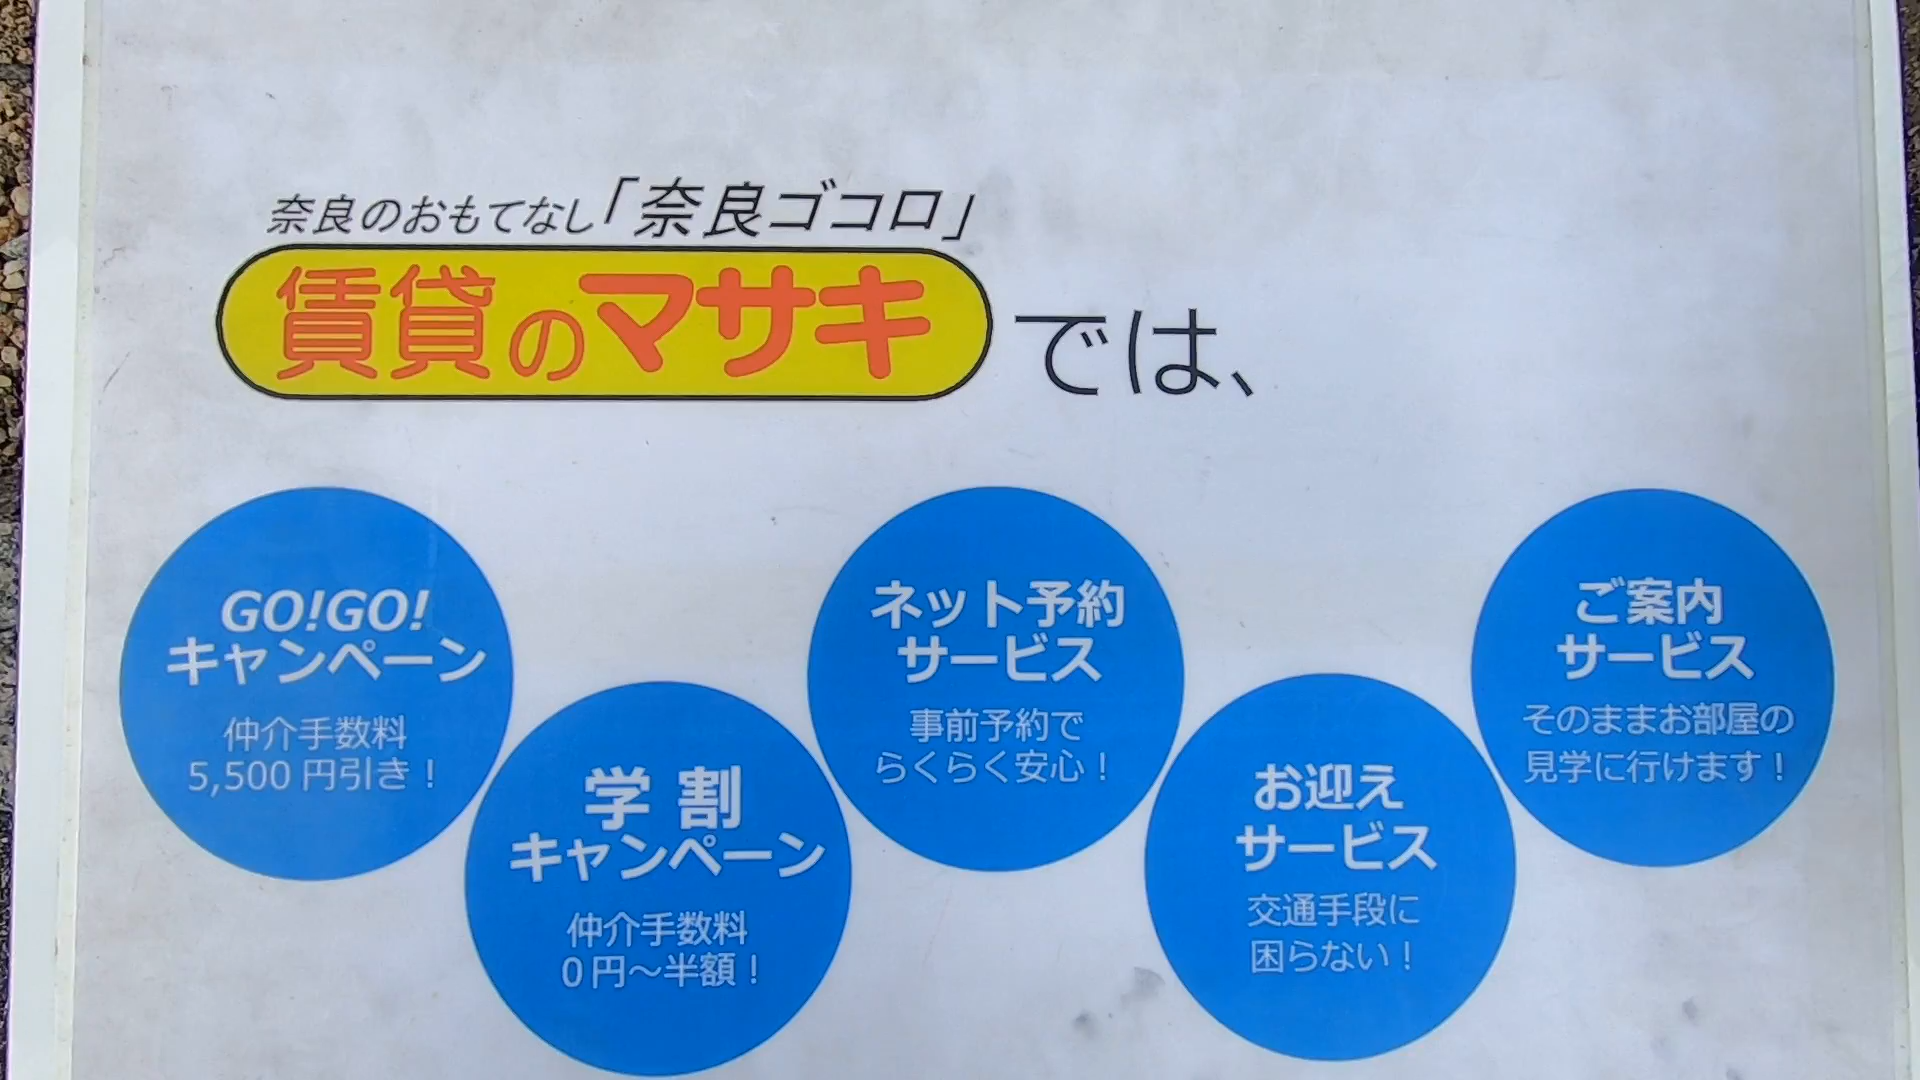 奈良のおもてなし「奈良ゴコロ」
賃貸のマサキでは、
GO!GO!
キャンペーン
仲介手数料
5,500円引き！
学割
キャンペーン
仲介手数料
0円～半額！
ネット予約
サービス
事前予約で
らくらく安心！
お迎え
サービス
交通手段に
困らない！
ご案内
サービス
そのままお部屋の
見学に行けます！